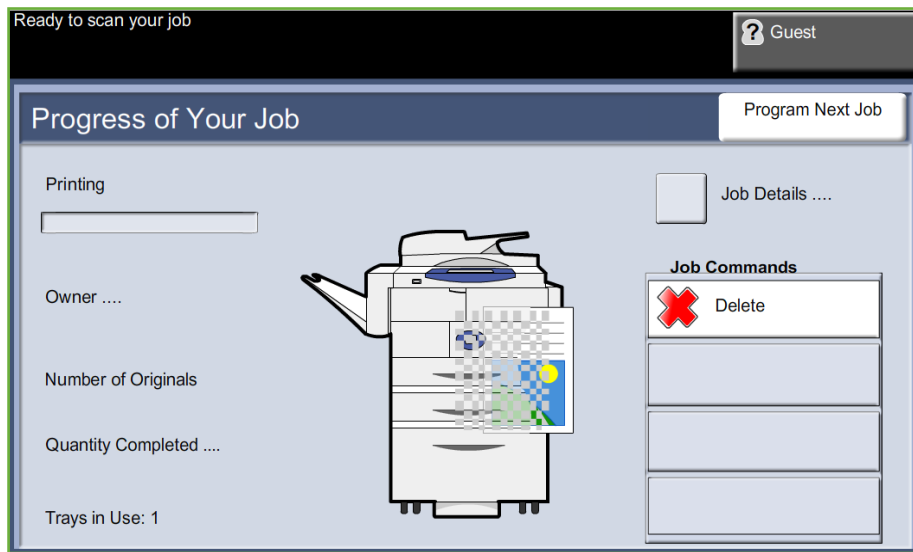 Ready to scan your job
Guest
Progress of Your Job
Program Next Job
Printing
Job Details ....
Job Commands
Owner ....
Delete
Number of Originals
Quantity Completed ....
Trays in Use: 1